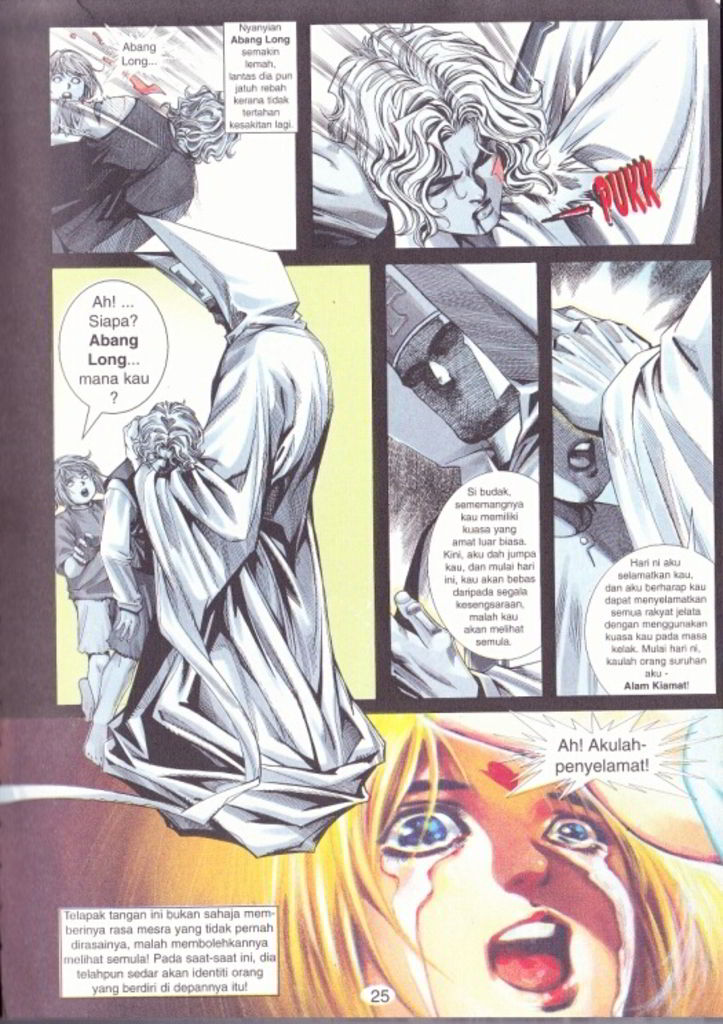 Abang
Long...
Nyanyian
Abang Long
semakin
lemah,
lantas dia pun
jatuh rebah
kerana tidak
tertahan
kesakitan lagi.
PUKK
Ah! ...
Siapa?
Abang
Long...
mana kau
?
Si budak,
sememangnya
kau memiliki
kuasa yang
amat luar biasa.
Kini, aku dah jumpa
kau, dan mulai hari
ini, kau akan bebas
daripada segala
kesengsaraan,
malah kau
akan melihat
semula.
Hari ni aku
selamatkan kau,
dan aku berharap kau
dapat menyelamatkan
semua rakyat jelata
dengan menggunakan
kuasa kau pada masa
kelak. Mulai hari ni,
kaulah orang suruhan
aku -
Alam Kiamat!
Ah! Akulah-
penyelamat!
Telapak tangan ini bukan sahaja mem-
berinya rasa mesra yang tidak pernah
dirasainya, malah membolehkannya
melihat semula! Pada saat-saat ini, dia
telahpun sedar akan identiti orang
yang berdiri di depannya itu!
25